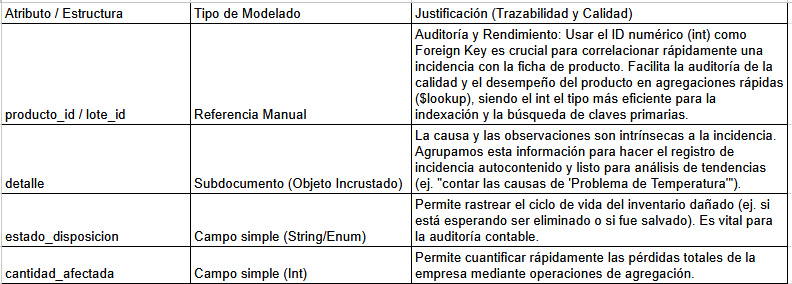 Atributo / Estructura	Tipo de Modelado	Justificación (Trazabilidad y Calidad)
Auditoría y Rendimiento: Usar el ID numérico (int) como
Foreign Key es crucial para correlacionar rápidamente una
incidencia con la ficha de producto. Facilita la auditoría de la
calidad y el desempeño del producto en agregaciones rápidas
($lookup), siendo el int el tipo más eficiente para la
producto_id / lote_id	Referencia Manual	indexación y la búsqueda de claves primarias.
La causa y las observaciones son intrínsecas a la incidencia.
Agrupamos esta información para hacer el registro de
incidencia autocontenido y listo para análisis de tendencias
detalle	Subdocumento (Objeto Incrustado)	(ej. "contar las causas de 'Problema de Temperatura'").
Permite rastrear el ciclo de vida del inventario dañado (ej. si
está esperando ser eliminado o si fue salvado). Es vital para
estado_disposicion	Campo simple (String/Enum)	la auditoría contable.
Permite cuantificar rápidamente las pérdidas totales de la
cantidad_afectada	Campo simple (Int)	empresa mediante operaciones de agregación.